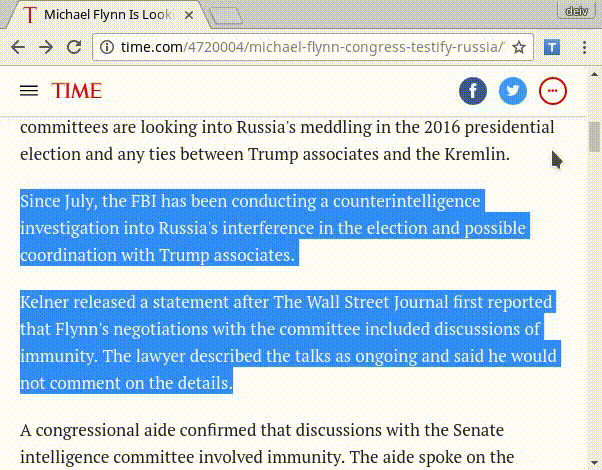 Michael Flynn Is Look
deiv
time.com/4720004/michael-flynn-congress-testify-russia/
T
TIME
f
committees are looking into Russia's meddling in the 2016 presidential
election and any ties between Trump associates and the Kremlin.
Since July, the FBI has been conducting a counterintelligence
investigation into Russia's interference in the election and possible
coordination with Trump associates.
Kelner released a statement after The Wall Street Journal first reported
that Flynn's negotiations with the committee included discussions of
immunity. The lawyer described the talks as ongoing and said he would
not comment on the details.
A congressional aide confirmed that discussions with the Senate
intelligence committee involved immunity. The aide spoke on the